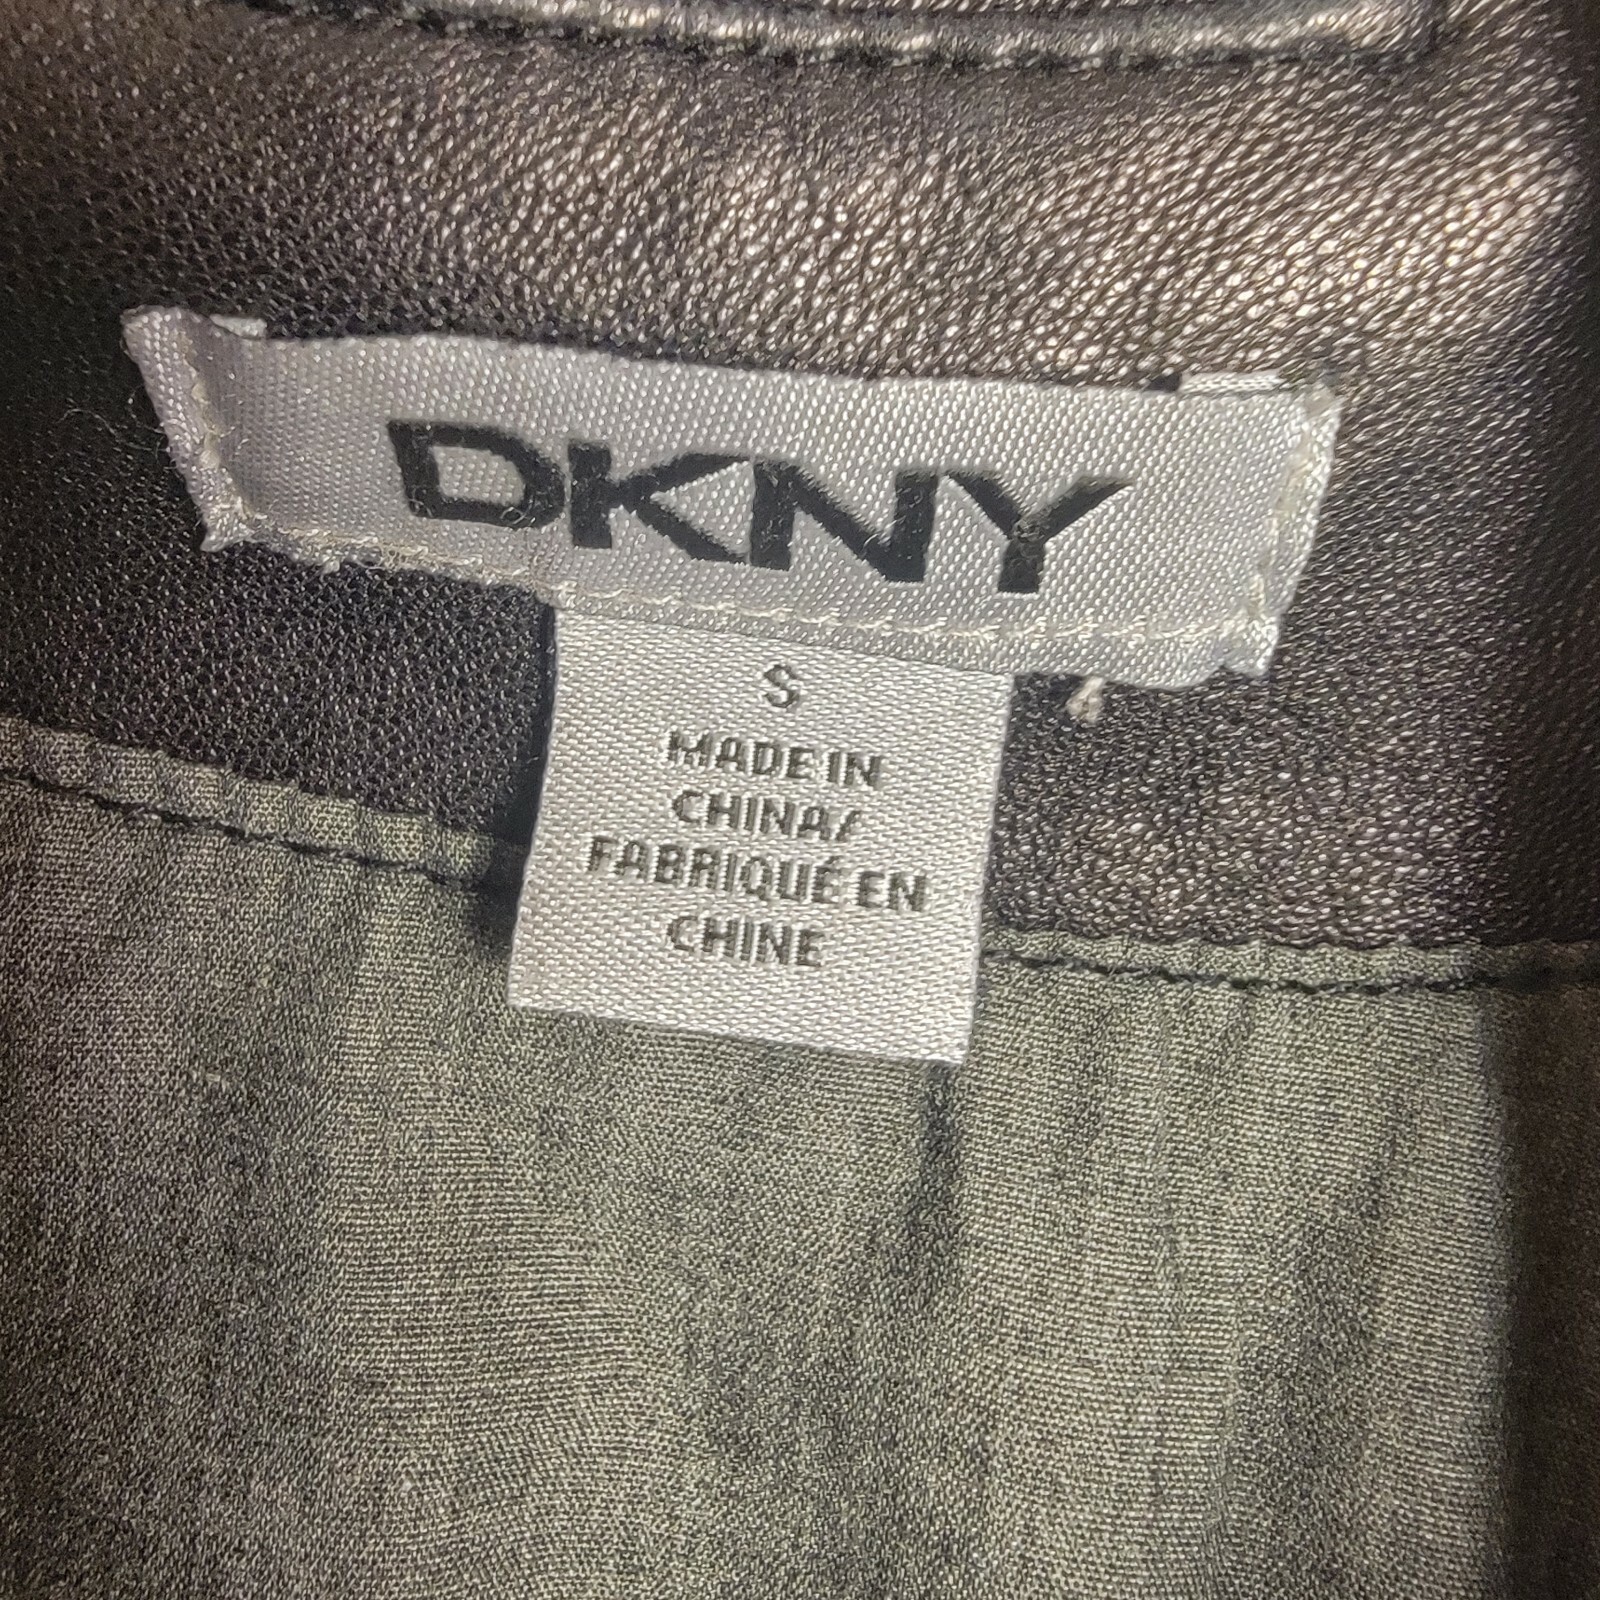 DKNY
S
MADE IN
CHINA/
FABRIQUÉ EN
CHINE